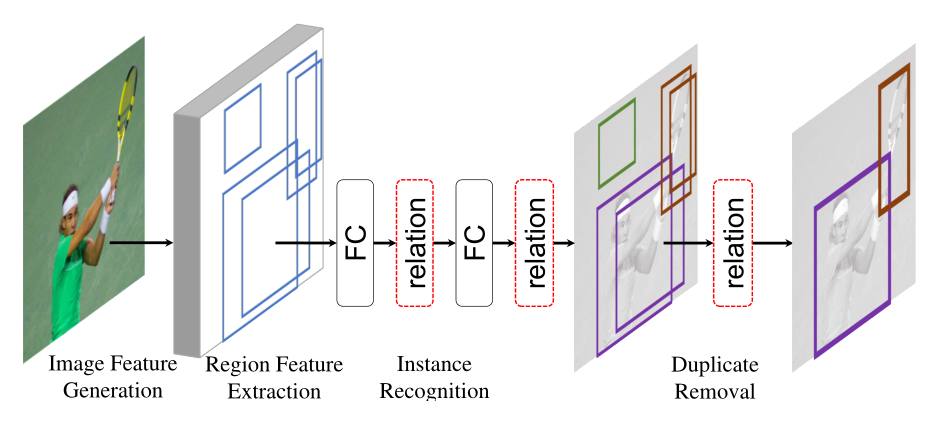 FC
relation
FC
relation
relation
Image Feature
Generation
Region Feature
Extraction
Instance
Recognition
Duplicate
Removal